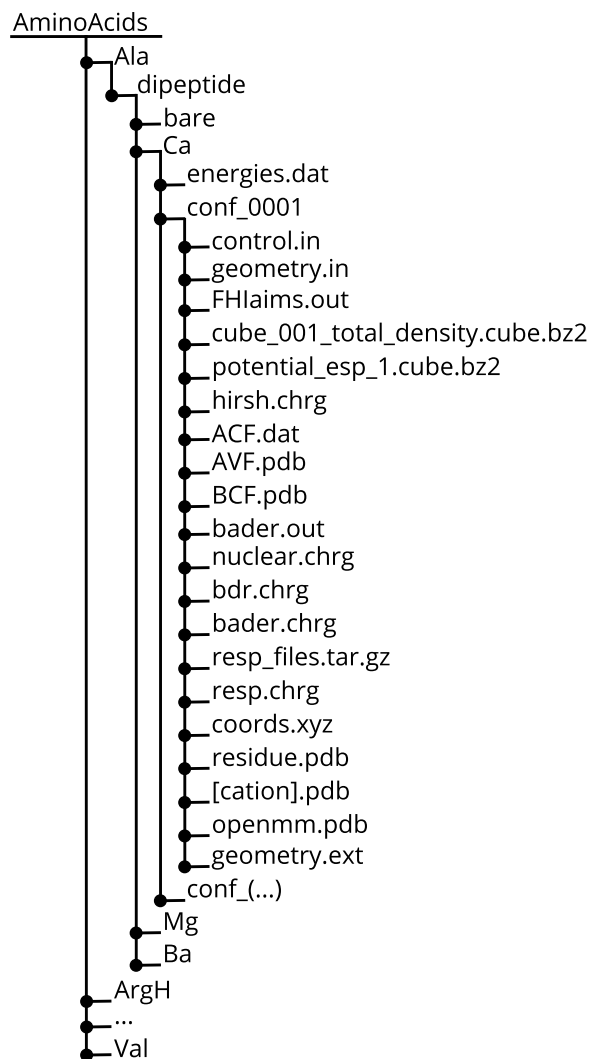 AminoAcids
Ala
dipeptide
bare
Ca
energies.dat
conf_0001
control.in
geometry.in
FHIaims.out
cube_001_total_density.cube.bz2
potential_esp_1.cube.bz2
hirsh.chrg
ACF.dat
AVF.pdb
BCF.pdb
bader.out
nuclear.chrg
bdr.chrg
bader.chrg
resp_files.tar.gz
resp.chrg
coords.xyz
residue.pdb
[cation].pdb
openmm.pdb
geometry.ext
conf_(...)
Mg
Ba
ArgH
...
Val